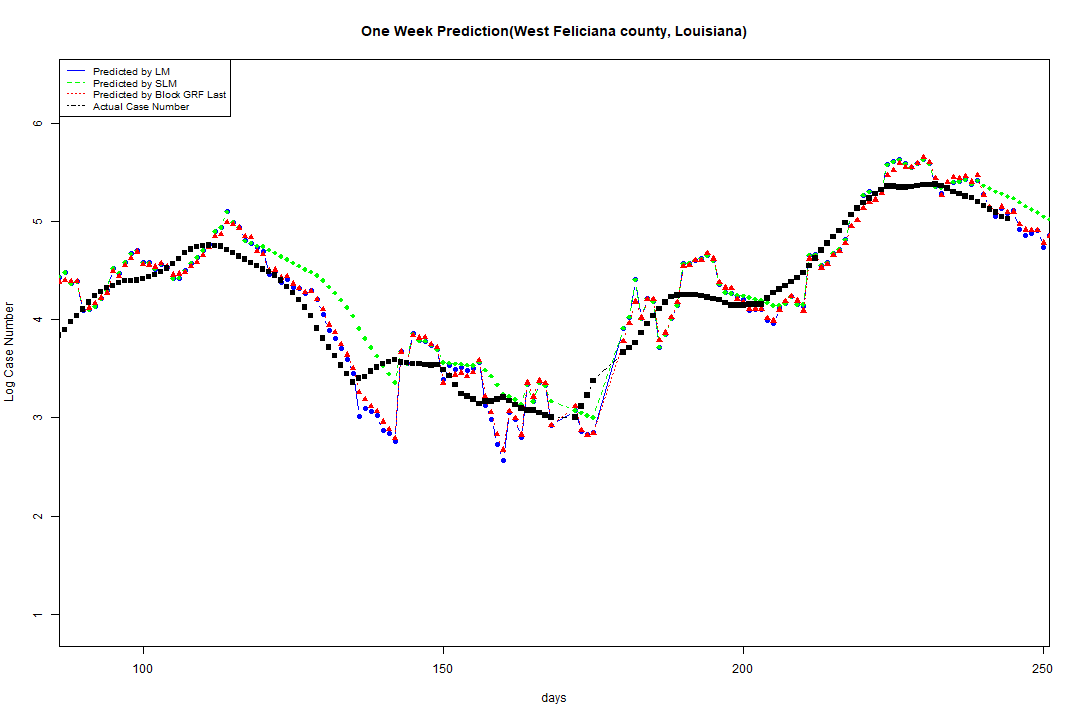 One Week Prediction(West Feliciana county, Louisiana)
Predicted by LM
Predicted by SLM
Predicted by Block GRF Last
Actual Case Number
6
5
4
3
2
1
Log Case Number
100
150
200
250
days